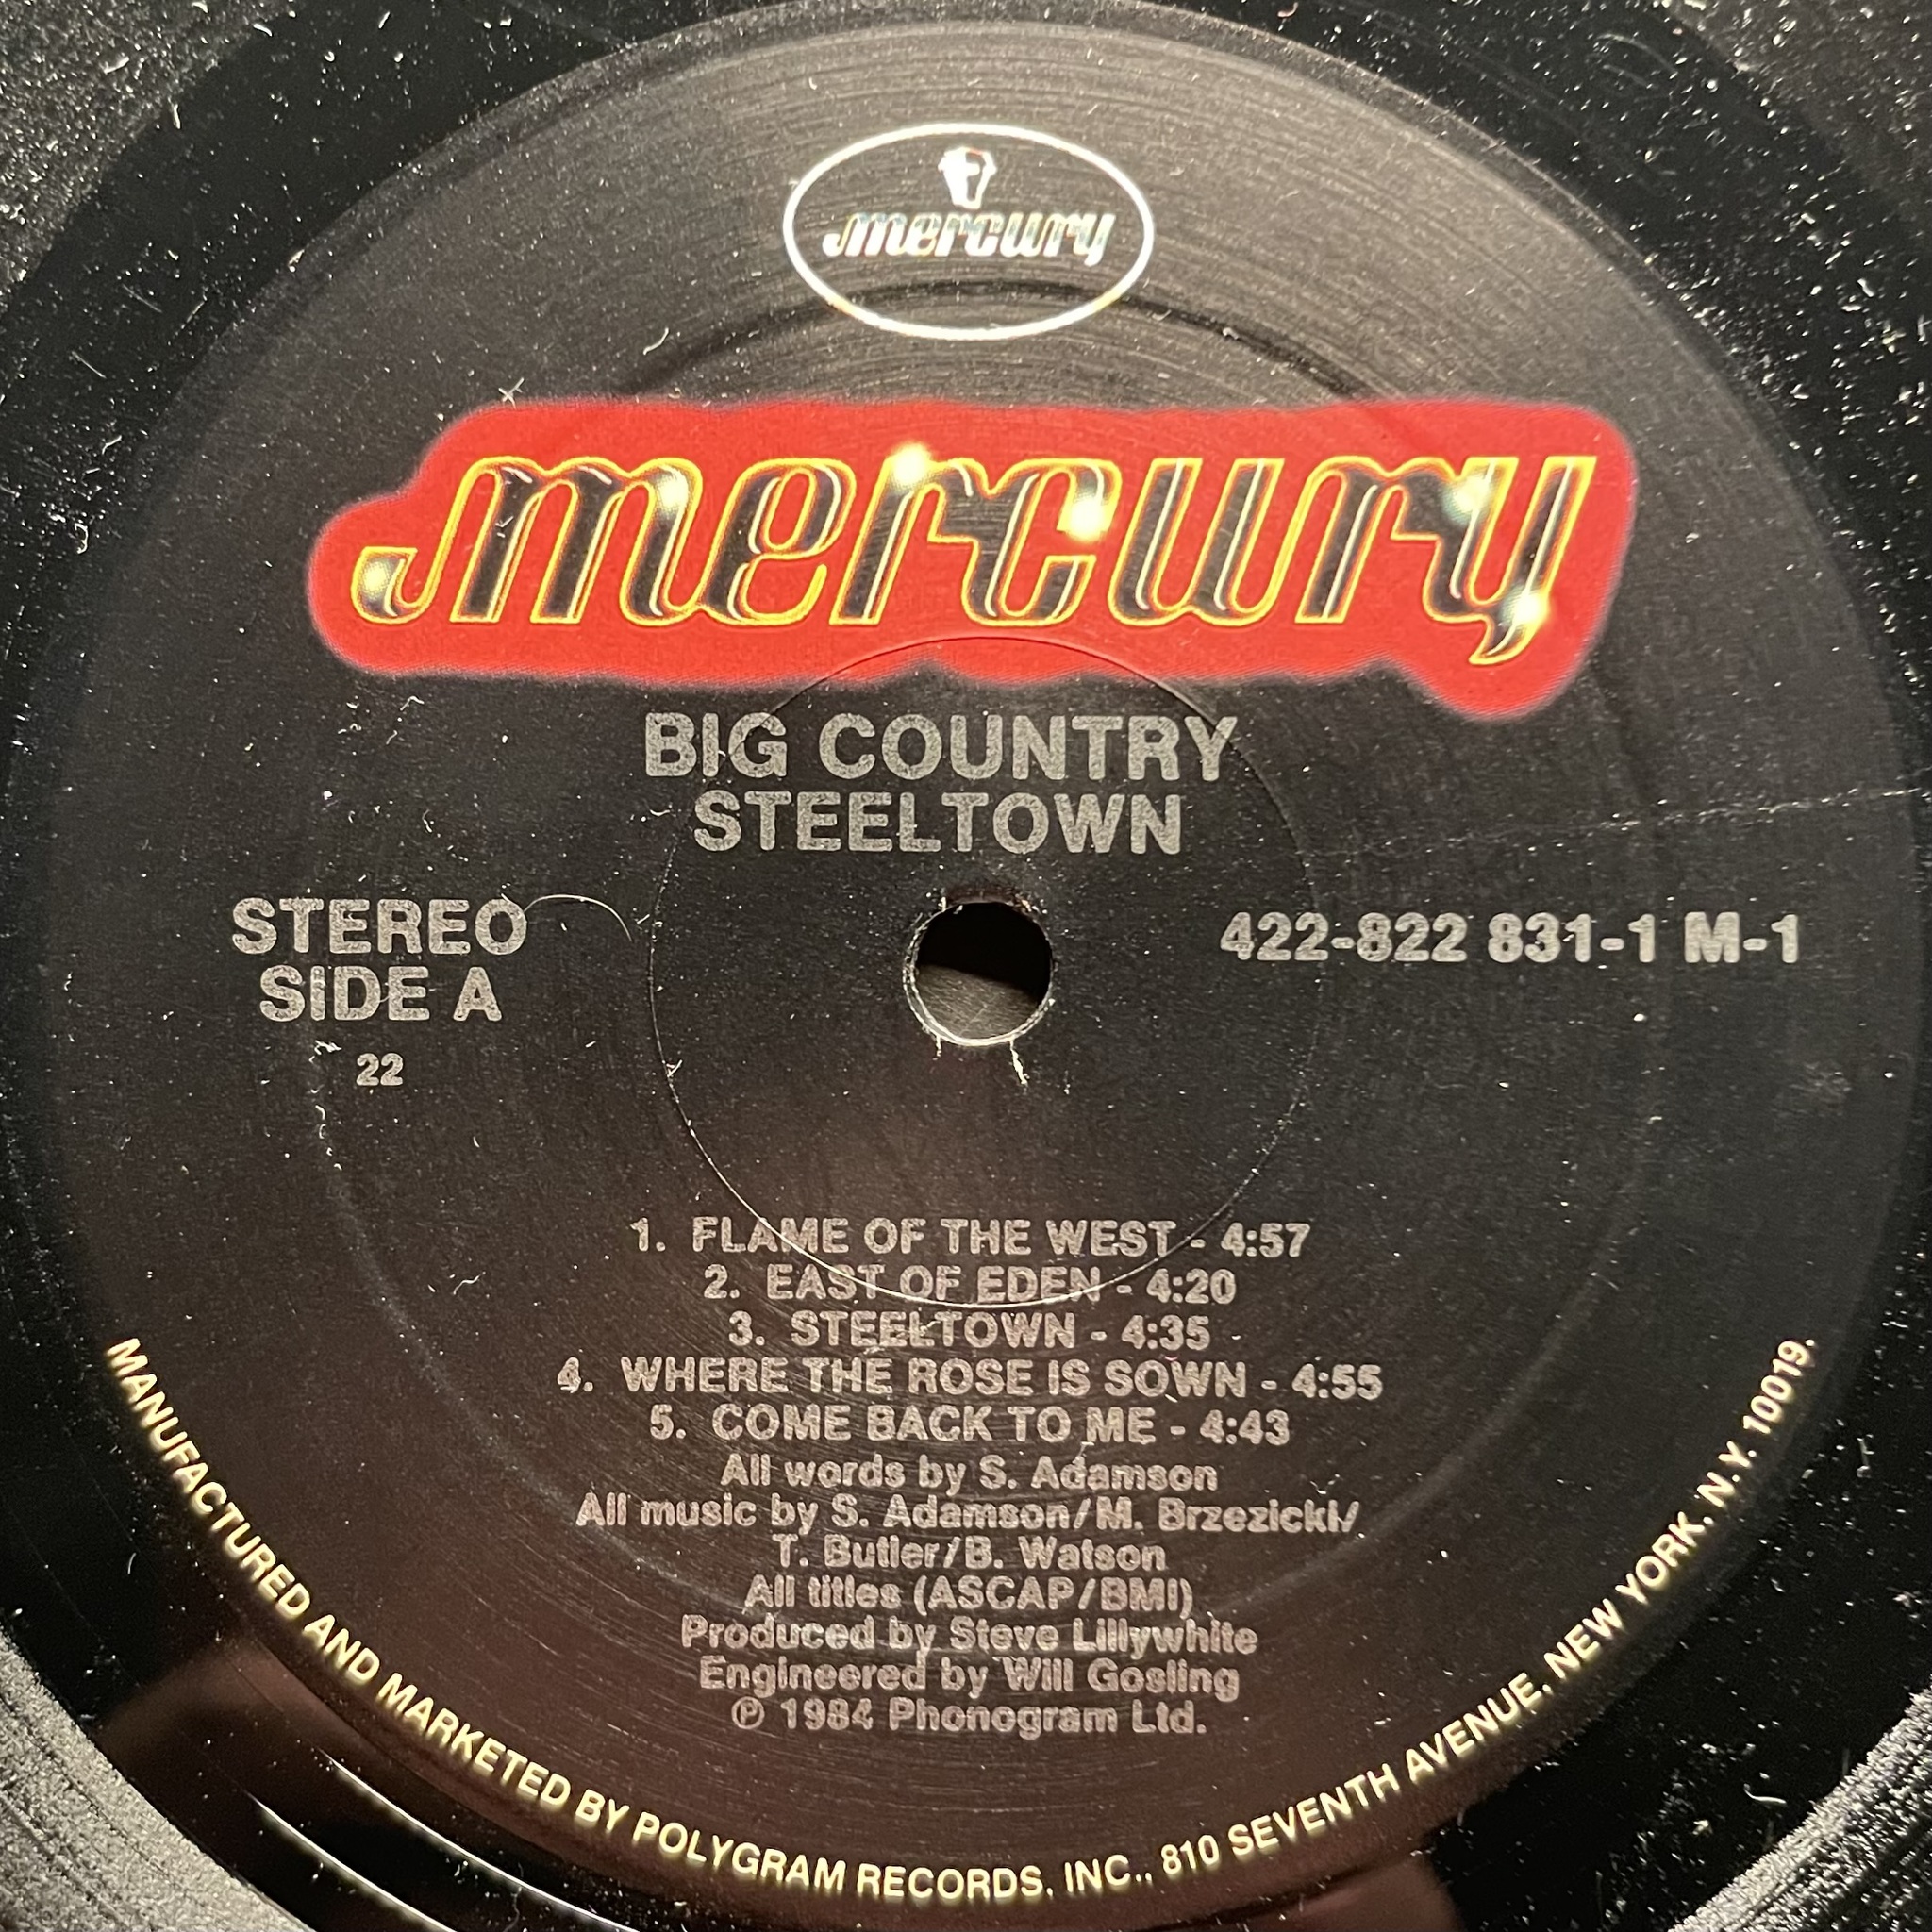 mercury
mercury
BIG COUNTRY
STEELTOWN
STEREO
SIDE A
22
422-822 831-1 M-1
1. FLAME OF THE WEST - 4:57
2. EAST OF EDEN - 4:20
3. STEELTOWN - 4:35
4. WHERE THE ROSE IS SOWN - 4:55
5. COME BACK TO ME - 4:43
All words by S. Adamson
All music by S. Adamson/M. Brzezicki/
T. Butler/B. Watson
All titles (ASCAP/BMI)
Produced by Steve Lillywhite
Engineered by Will Gosling
℗ 1984 Phonogram Ltd.
MANUFACTURED AND MARKETED BY POLYGRAM RECORDS, INC., 810 SEVENTH AVENUE, NEW YORK, N.Y. 10019.